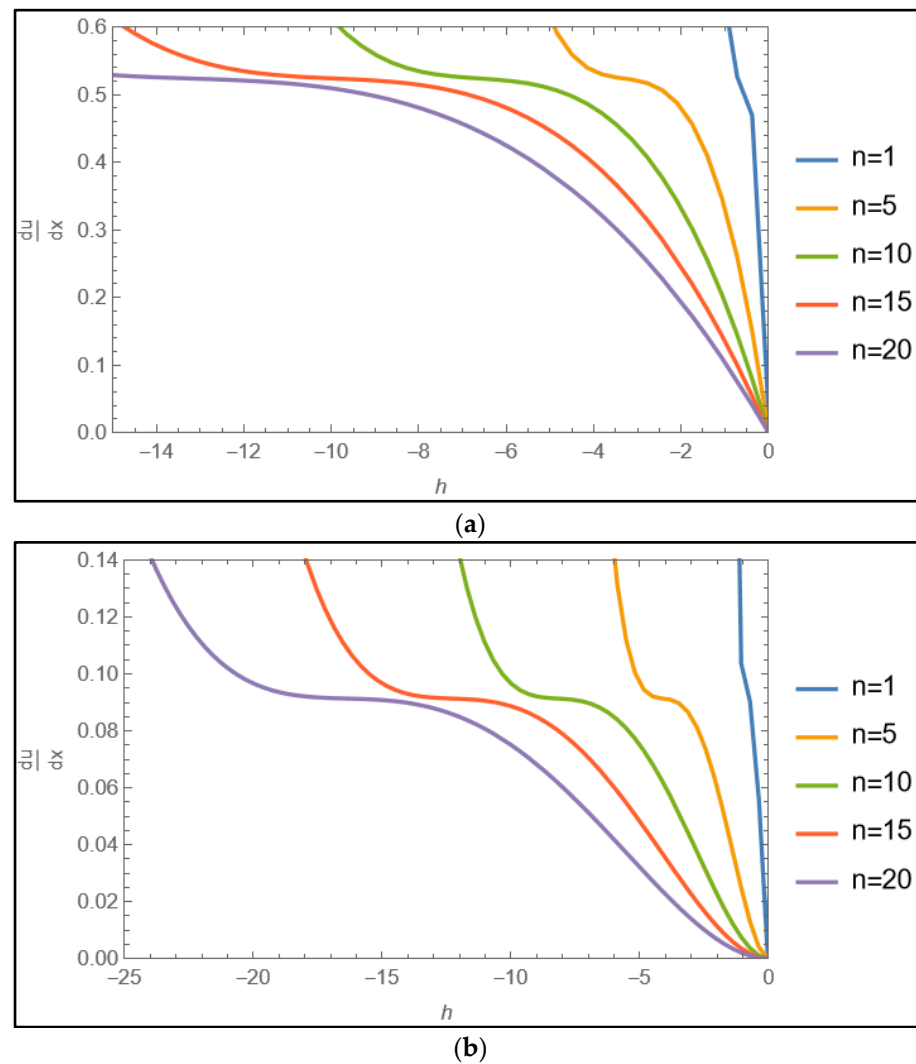 0.6
0.5
0.4
0.3
0.2
0.1
0.0
du
dx
−14 −12 −10 −8 −6 −4 −2 0
h
n=1
n=5
n=10
n=15
n=20
(a)
0.14
0.12
0.10
0.08
0.06
0.04
0.02
0.00
du
dx
−25 −20 −15 −10 −5 0
h
n=1
n=5
n=10
n=15
n=20
(b)